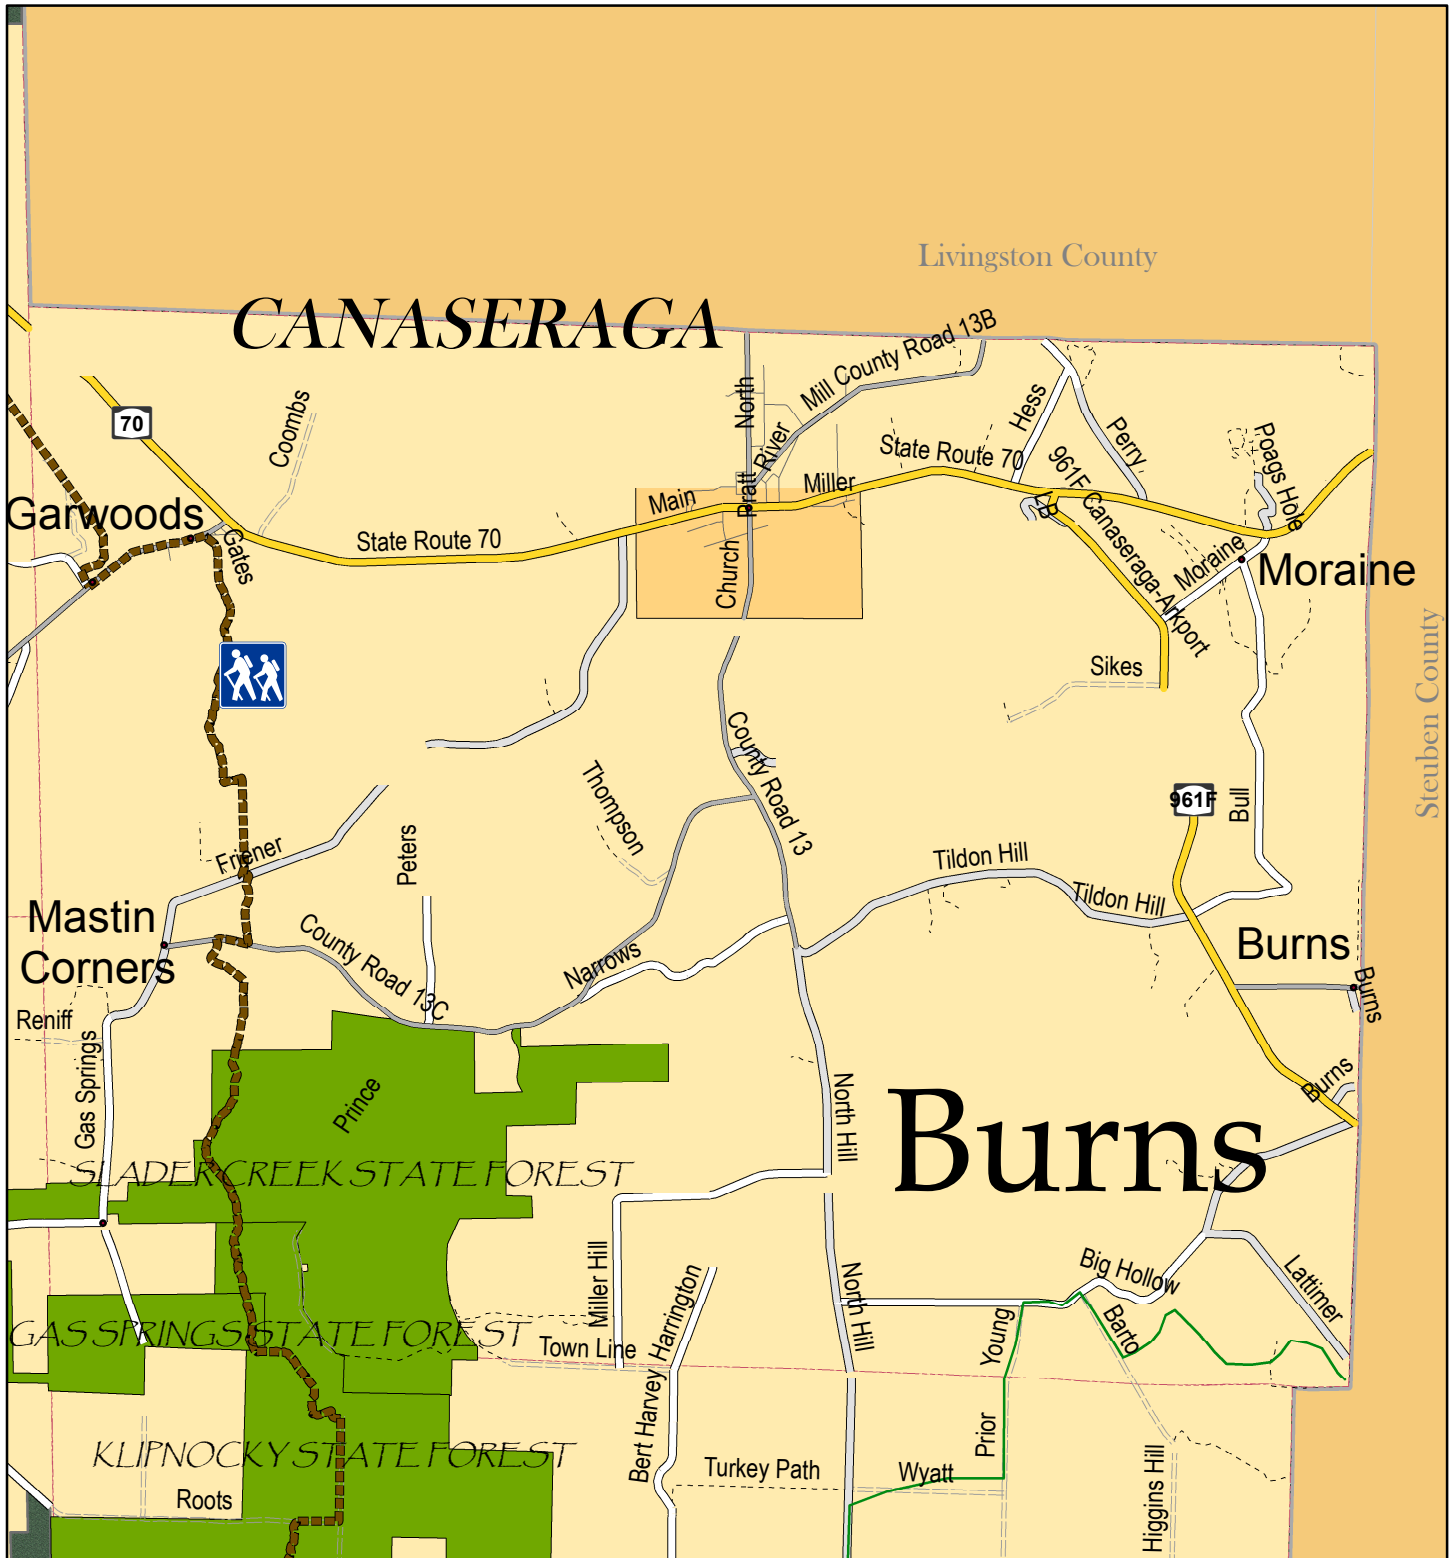 Livingston County
CANASERAGA
Mill County Road 13B
North
River
Pratt
Hess
Perry
70
Coombs
State Route 70
Poags Hole
961F Canaseraga-Arkport
Miller
Main
LB
Garwoods
Gates
State Route 70
Church
Moraine
Moraine
Sikes
Steuben County
County Road 13
Thompson
961F
Bull
Friener
Peters
Tildon Hill
Tildon Hill
Mastin
Corners
County Road 13C
Narrows
Burns
Burns
Reniff
Gas Springs
Prince
North Hill
Burns
Burns
SLADER CREEK STATE FOREST
Miller Hill
Bert Harvey Harrington
North Hill
Big Hollow
Lattimer
Young
Barto
GAS SPRINGS STATE FOREST
Town Line
Prior
KLIPNOCKY STATE FOREST
Turkey Path
Wyatt
Higgins Hill
Roots